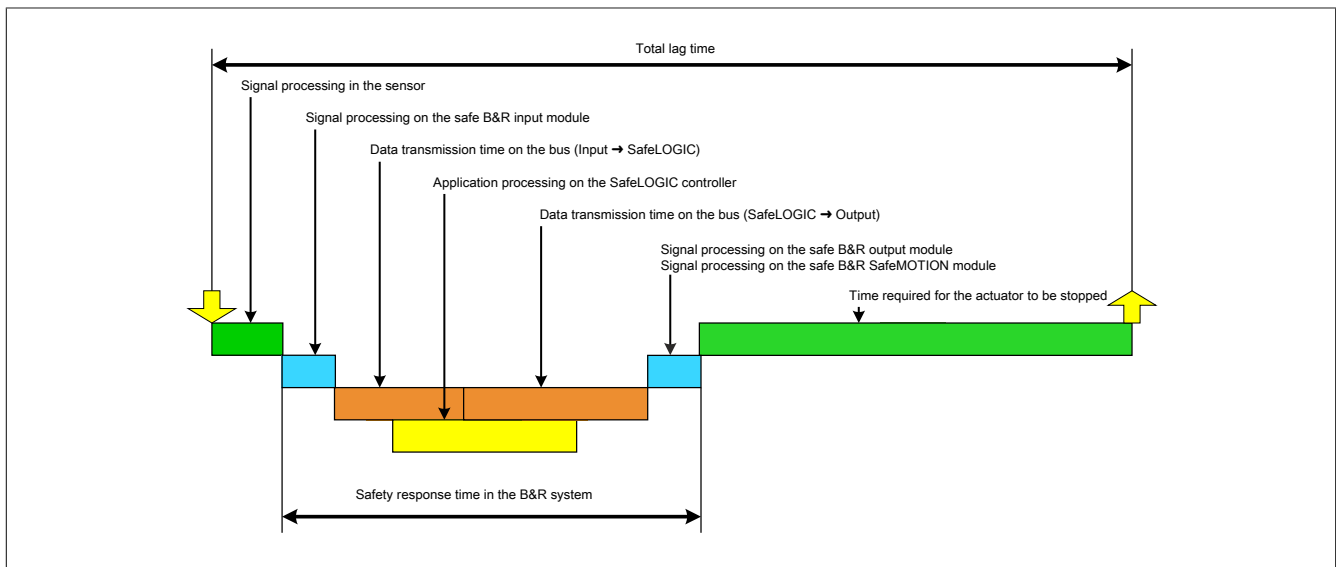 Total lag time
Signal processing in the sensor
Signal processing on the safe B&R input module
Data transmission time on the bus (Input ➜ SafeLOGIC)
Application processing on the SafeLOGIC controller
Data transmission time on the bus (SafeLOGIC ➜ Output)
Signal processing on the safe B&R output module
Signal processing on the safe B&R SafeMOTION module
Time required for the actuator to be stopped
Safety response time in the B&R system